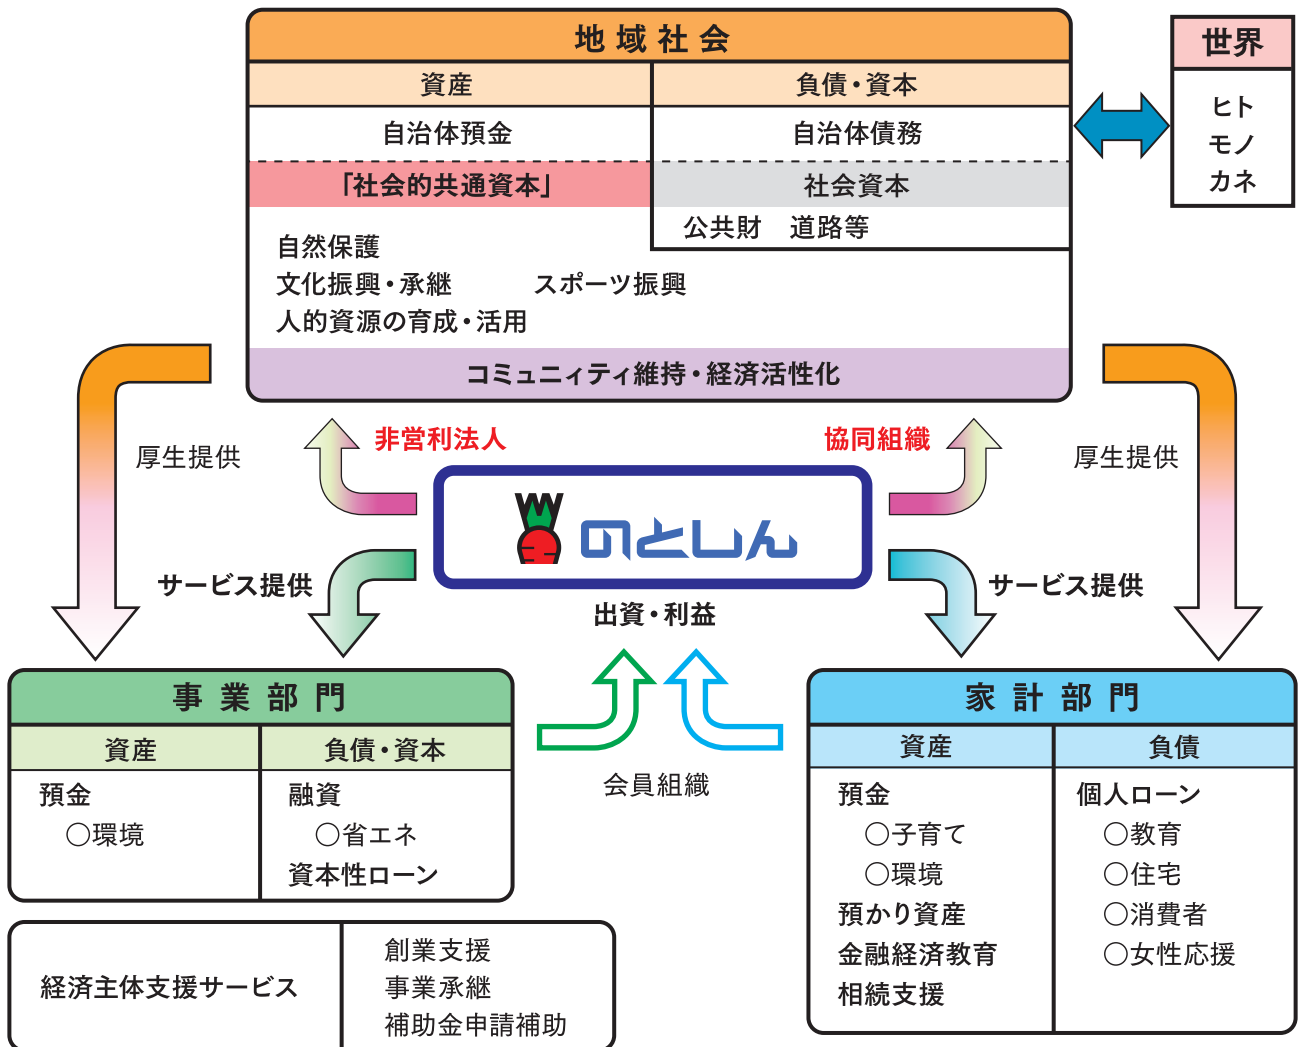 地域社会
資産
負債・資本
自治体預金
自治体債務
「社会的共通資本」
社会資本
公共財　道路等
自然保護
文化振興・承継　スポーツ振興
人的資源の育成・活用
コミュニィティ維持・経済活性化
世界
ヒト
モノ
カネ
厚生提供
非営利法人
協同組織
厚生提供
のとしん
サービス提供
サービス提供
出資・利益
会員組織
事業部門
資産
負債・資本
預金
○環境
融資
○省エネ
資本性ローン
家計部門
資産
負債
預金
○子育て
○環境
預かり資産
金融経済教育
相続支援
個人ローン
○教育
○住宅
○消費者
○女性応援
経済主体支援サービス
創業支援
事業承継
補助金申請補助